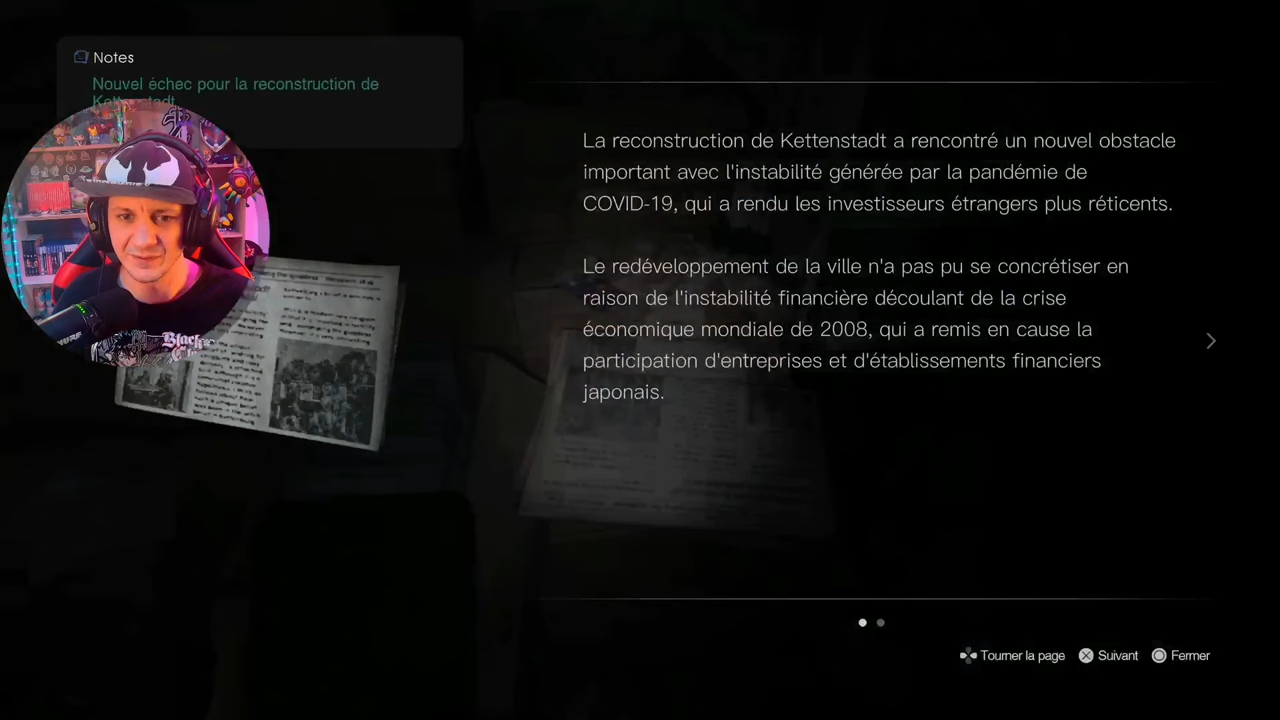 Notes
Nouvel échec pour la reconstruction de
Kettenstadt
La reconstruction de Kettenstadt a rencontré un nouvel obstacle
important avec l'instabilité générée par la pandémie de
COVID-19, qui a rendu les investisseurs étrangers plus réticents.
Le redéveloppement de la ville n'a pas pu se concrétiser en
raison de l'instabilité financière découlant de la crise
économique mondiale de 2008, qui a remis en cause la
participation d'entreprises et d'établissements financiers
japonais.
Tourner la page
Suivant
Fermer